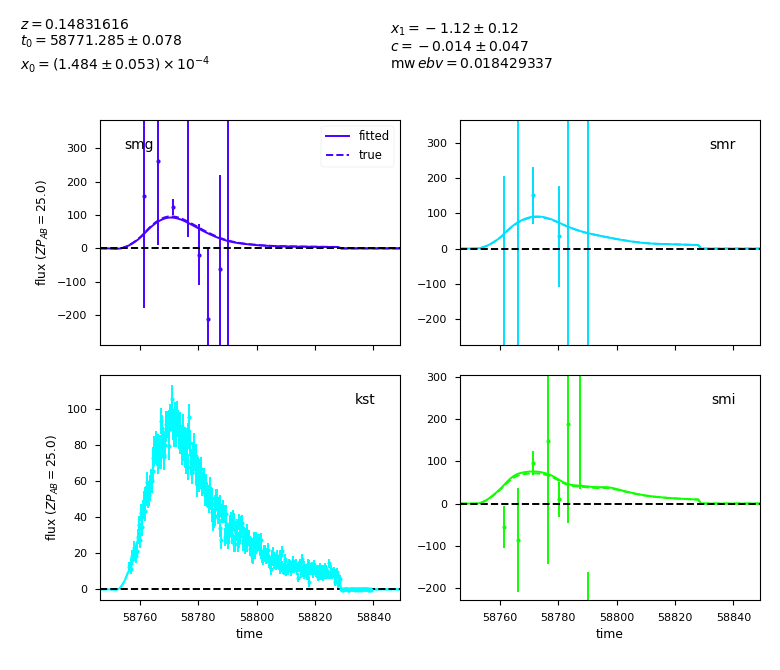 z = 0.14831616
t₀ = 58771.285 ± 0.078
x₀ = (1.484 ± 0.053) × 10⁻⁴
x₁ = −1.12 ± 0.12
c = −0.014 ± 0.047
mw ebv = 0.018429337
smg
fitted
true
300
200
100
0
−100
−200
flux (ZP_AB = 25.0)
smr
300
200
100
0
−100
−200
kst
100
80
60
40
20
0
flux (ZP_AB = 25.0)
58760 58780 58800 58820 58840
time
smi
300
200
100
0
−100
−200
58760 58780 58800 58820 58840
time